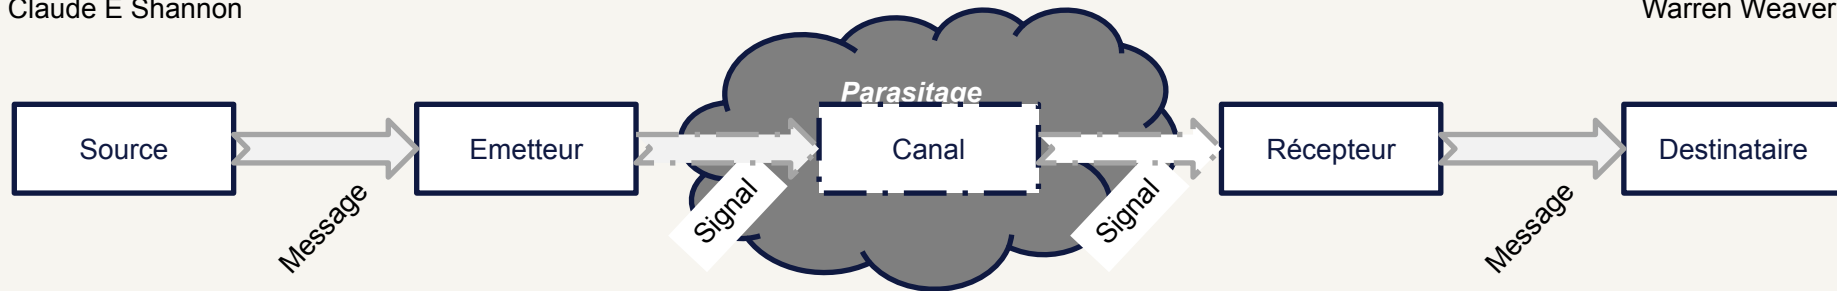 Claude E Shannon
Warren Weaver
Parasitage
Source
Emetteur
Canal
Récepteur
Destinataire
Message
Signal
Signal
Message